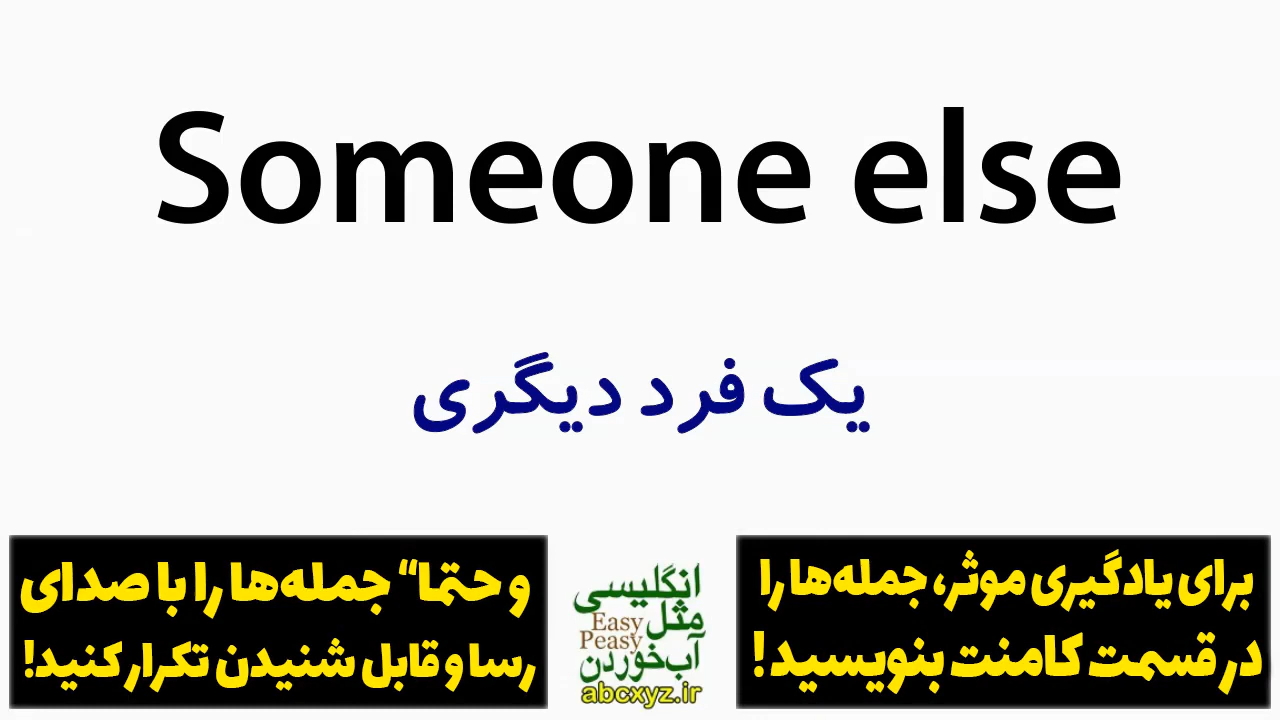 Someone else
یک فرد دیگری
برای یادگیری موثر، جمله‌ها را
در قسمت کامنت بنویسید!
انگلیسی
مثل
Easy
Peasy
آب‌خوردن
abcxyz.ir
و حتما“ جمله‌ها را با صدای
رسا و قابل شنیدن تکرار کنید!